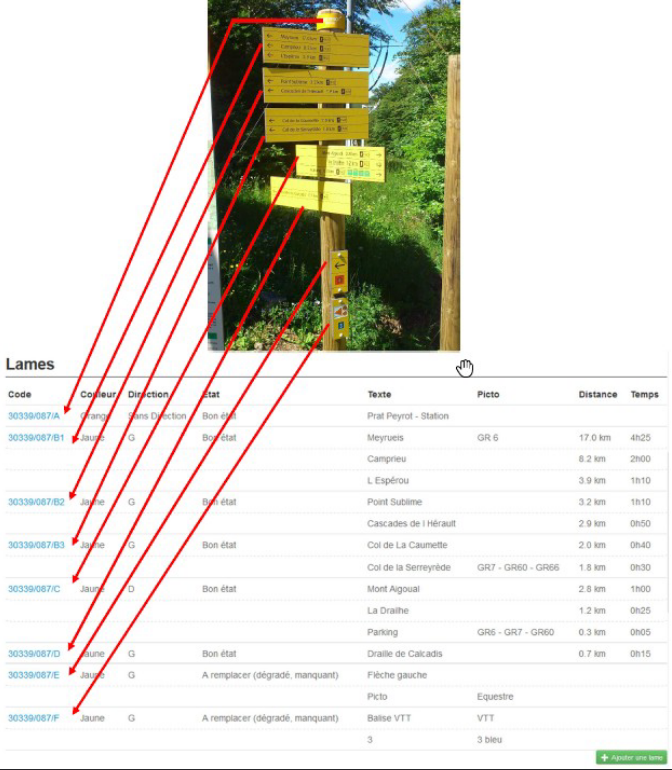 Lames
Code Couleur Direction Etat Texte Picto Distance Temps
30339/087/A Orange Sans Direction Bon état Prat Peyrot - Station
30339/087/B1 Jaune G Bon état Meyrueis GR 6 17.0 km 4h25
Camprieu 8.2 km 2h00
L Espérou 3.9 km 1h10
30339/087/B2 Jaune G Bon état Point Sublime 3.2 km 1h10
Cascades de l Hérault 2.9 km 0h50
30339/087/B3 Jaune G Bon état Col de La Caumette 2.0 km 0h40
Col de la Serreyrède GR7 - GR60 - GR66 1.8 km 0h30
30339/087/C Jaune D Bon état Mont Aigoual 2.8 km 1h00
La Drailhe 1.2 km 0h25
Parking GR6 - GR7 - GR60 0.3 km 0h05
30339/087/D Jaune G Bon état Draille de Calcadis 0.7 km 0h15
30339/087/E Jaune G A remplacer (dégradé, manquant) Flèche gauche
Picto Equestre
30339/087/F Jaune G A remplacer (dégradé, manquant) Balise VTT VTT
3 3 bleu
Ajouter une lame